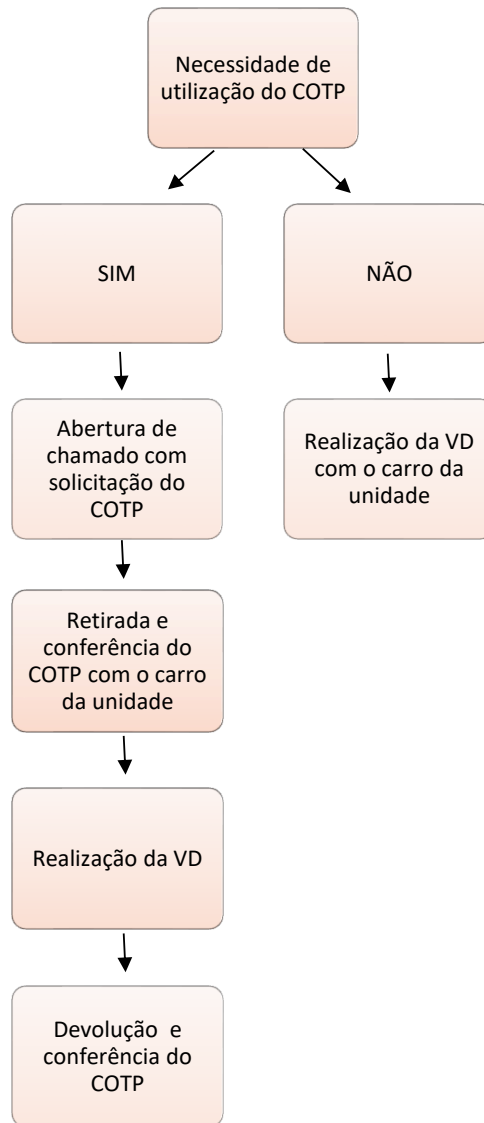 Necessidade de
utilização do COTP
SIM
NÃO
Abertura de
chamado com
solicitação do
COTP
Realização da VD
com o carro da
unidade
Retirada e
conferência do
COTP com o carro
da unidade
Realização da VD
Devolução e
conferência do
COTP